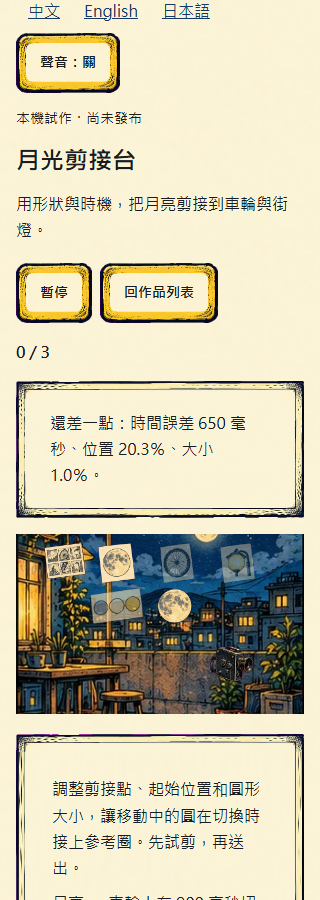 中文 English 日本語
聲音：關
本機試作・尚未發布
月光剪接台
用形狀與時機，把月亮剪接到車輪與街
燈。
暫停 回作品列表
0 / 3
還差一點：時間誤差 650 毫
秒、位置 20.3%、大小
1.0%。
調整剪接點、起始位置和圓形
大小，讓移動中的圓在切換時
接上參考圈。先試剪，再送
出。